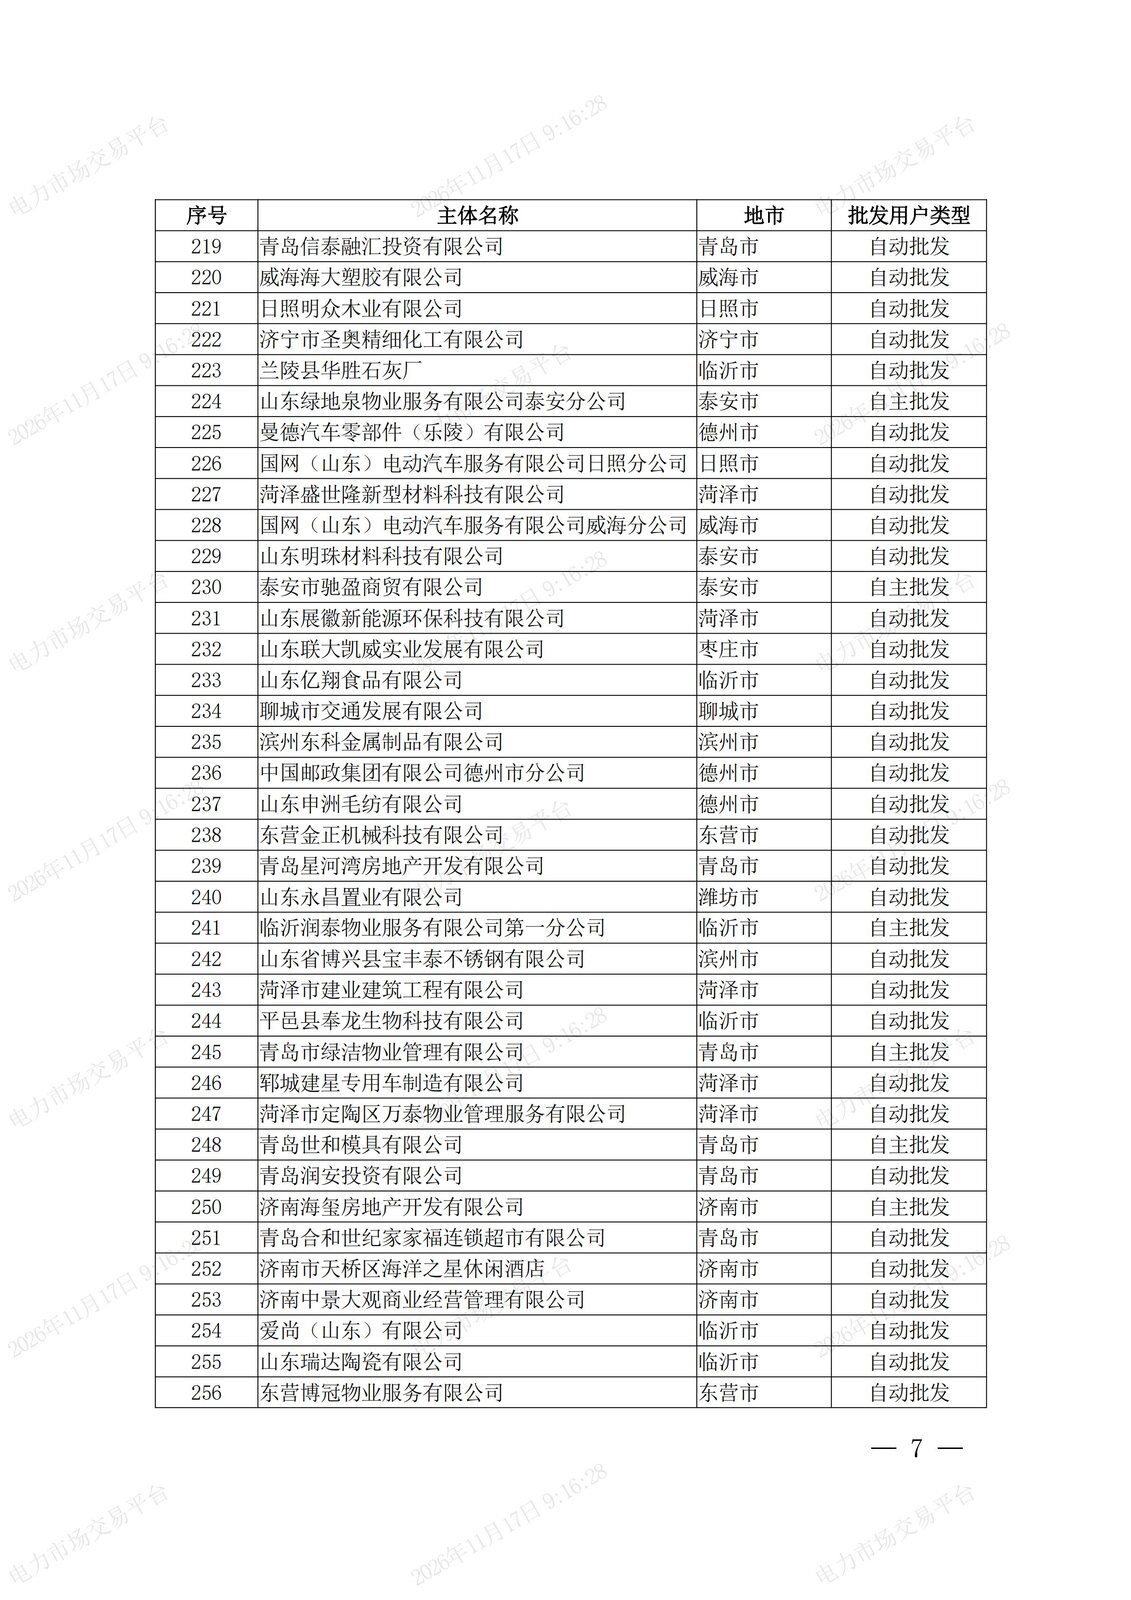 序号 主体名称 地市 批发用户类型
219 青岛信泰融汇投资有限公司 青岛市 自动批发
220 威海海大塑胶有限公司 威海市 自动批发
221 日照明众木业有限公司 日照市 自动批发
222 济宁市圣奥精细化工有限公司 济宁市 自动批发
223 兰陵县华胜石灰厂 临沂市 自动批发
224 山东绿地泉物业服务有限公司泰安分公司 泰安市 自主批发
225 曼德汽车零部件（乐陵）有限公司 德州市 自动批发
226 国网（山东）电动汽车服务有限公司日照分公司 日照市 自动批发
227 菏泽盛世隆新型材料科技有限公司 菏泽市 自动批发
228 国网（山东）电动汽车服务有限公司威海分公司 威海市 自动批发
229 山东明珠材料科技有限公司 泰安市 自动批发
230 泰安市驰盈商贸有限公司 泰安市 自主批发
231 山东展徽新能源环保科技有限公司 菏泽市 自动批发
232 山东联大凯威实业发展有限公司 枣庄市 自动批发
233 山东亿翔食品有限公司 临沂市 自动批发
234 聊城市交通发展有限公司 聊城市 自动批发
235 滨州东科金属制品有限公司 滨州市 自动批发
236 中国邮政集团有限公司德州市分公司 德州市 自动批发
237 山东申洲毛纺有限公司 德州市 自动批发
238 东营金正机械科技有限公司 东营市 自动批发
239 青岛星河湾房地产开发有限公司 青岛市 自动批发
240 山东永昌置业有限公司 潍坊市 自动批发
241 临沂润泰物业服务有限公司第一分公司 临沂市 自主批发
242 山东省博兴县宝丰泰不锈钢有限公司 滨州市 自动批发
243 菏泽市建业建筑工程有限公司 菏泽市 自动批发
244 平邑县奉龙生物科技有限公司 临沂市 自动批发
245 青岛市绿洁物业管理有限公司 青岛市 自主批发
246 郓城建星专用车制造有限公司 菏泽市 自动批发
247 菏泽市定陶区万泰物业管理服务有限公司 菏泽市 自动批发
248 青岛世和模具有限公司 青岛市 自主批发
249 青岛润安投资有限公司 青岛市 自动批发
250 济南海玺房地产开发有限公司 济南市 自主批发
251 青岛合和世纪家家福连锁超市有限公司 青岛市 自动批发
252 济南市天桥区海洋之星休闲酒店 济南市 自动批发
253 济南中景大观商业经营管理有限公司 济南市 自动批发
254 爱尚（山东）有限公司 临沂市 自动批发
255 山东瑞达陶瓷有限公司 临沂市 自动批发
256 东营博冠物业服务有限公司 东营市 自动批发
— 7 —
电力市场交易平台
2026年11月17日 9:16:28